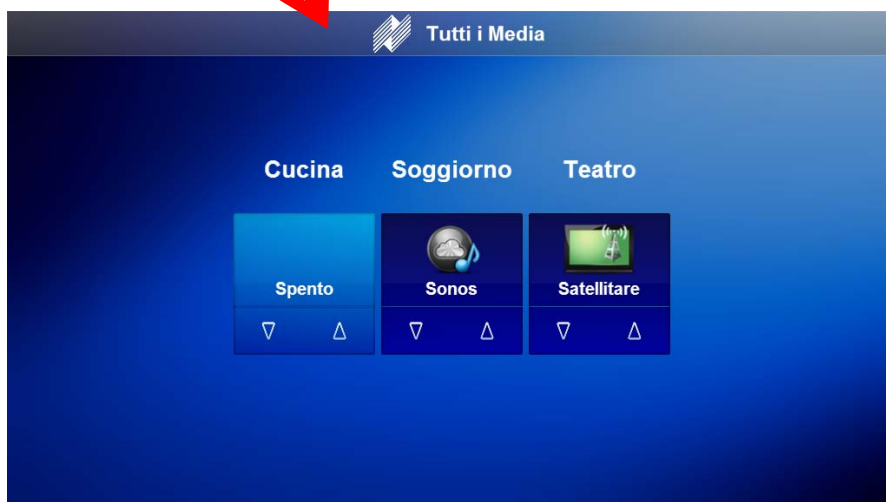 Tutti i Media
Cucina Soggiorno Teatro
Spento Sonos Satellitare